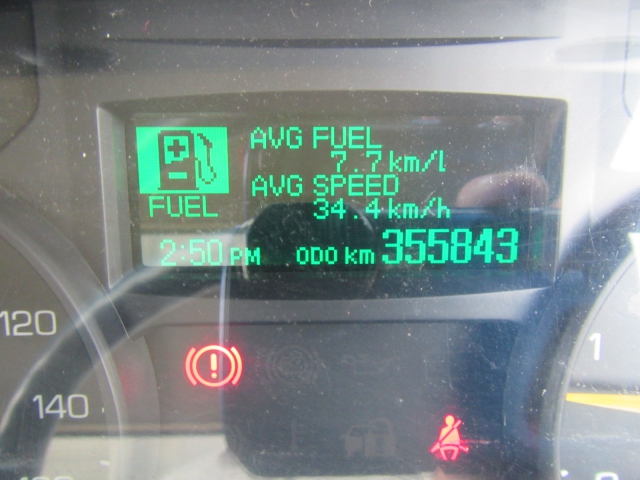 AVG FUEL
7.7 km/l
AVG SPEED
34.4 km/h
FUEL
2:50 PM ODO km 355843
120
140
1